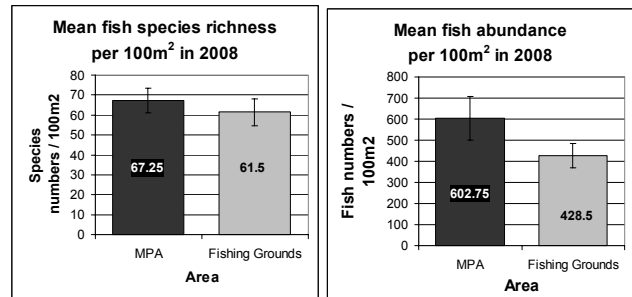 Mean fish species richness
per 100m² in 2008
Species
numbers / 100m2
80
70
60
50
40
30
20
10
0
67.25
61.5
MPA
Fishing Grounds
Area
Mean fish abundance
per 100m² in 2008
Fish numbers /
100m2
800
700
600
500
400
300
200
100
0
602.75
428.5
MPA
Fishing Grounds
Area